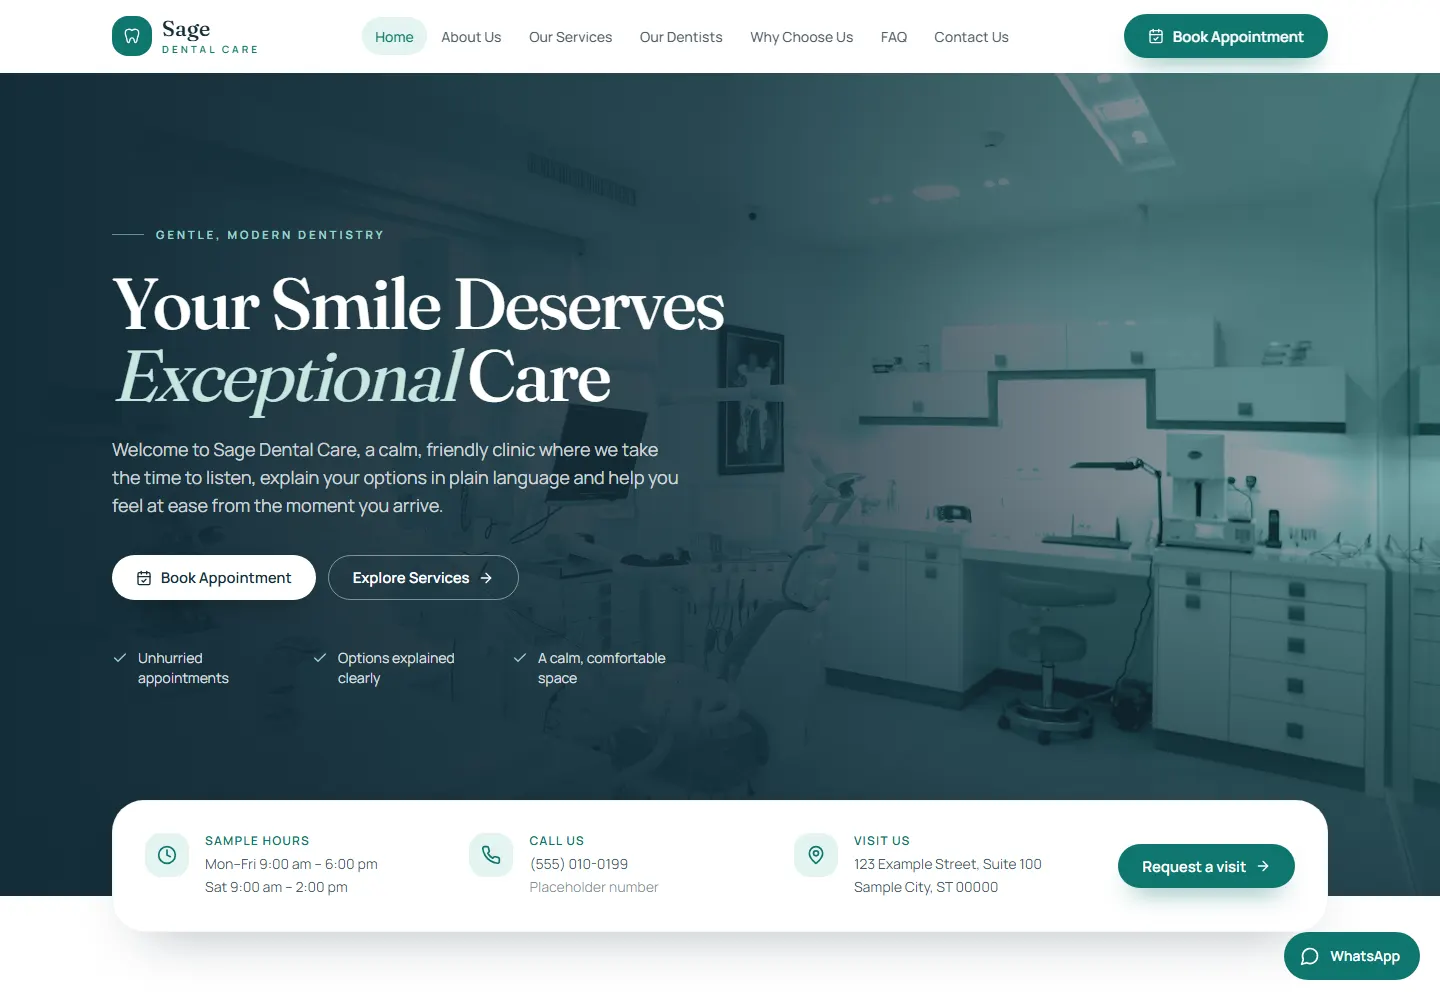 Sage
DENTAL CARE
Home
About Us
Our Services
Our Dentists
Why Choose Us
FAQ
Contact Us
Book Appointment
GENTLE, MODERN DENTISTRY
Your Smile Deserves
Exceptional Care
Welcome to Sage Dental Care, a calm, friendly clinic where we take
the time to listen, explain your options in plain language and help you
feel at ease from the moment you arrive.
Book Appointment
Explore Services
Unhurried
appointments
Options explained
clearly
A calm, comfortable
space
SAMPLE HOURS
Mon–Fri 9:00 am – 6:00 pm
Sat 9:00 am – 2:00 pm
CALL US
(555) 010-0199
Placeholder number
VISIT US
123 Example Street, Suite 100
Sample City, ST 00000
Request a visit
WhatsApp